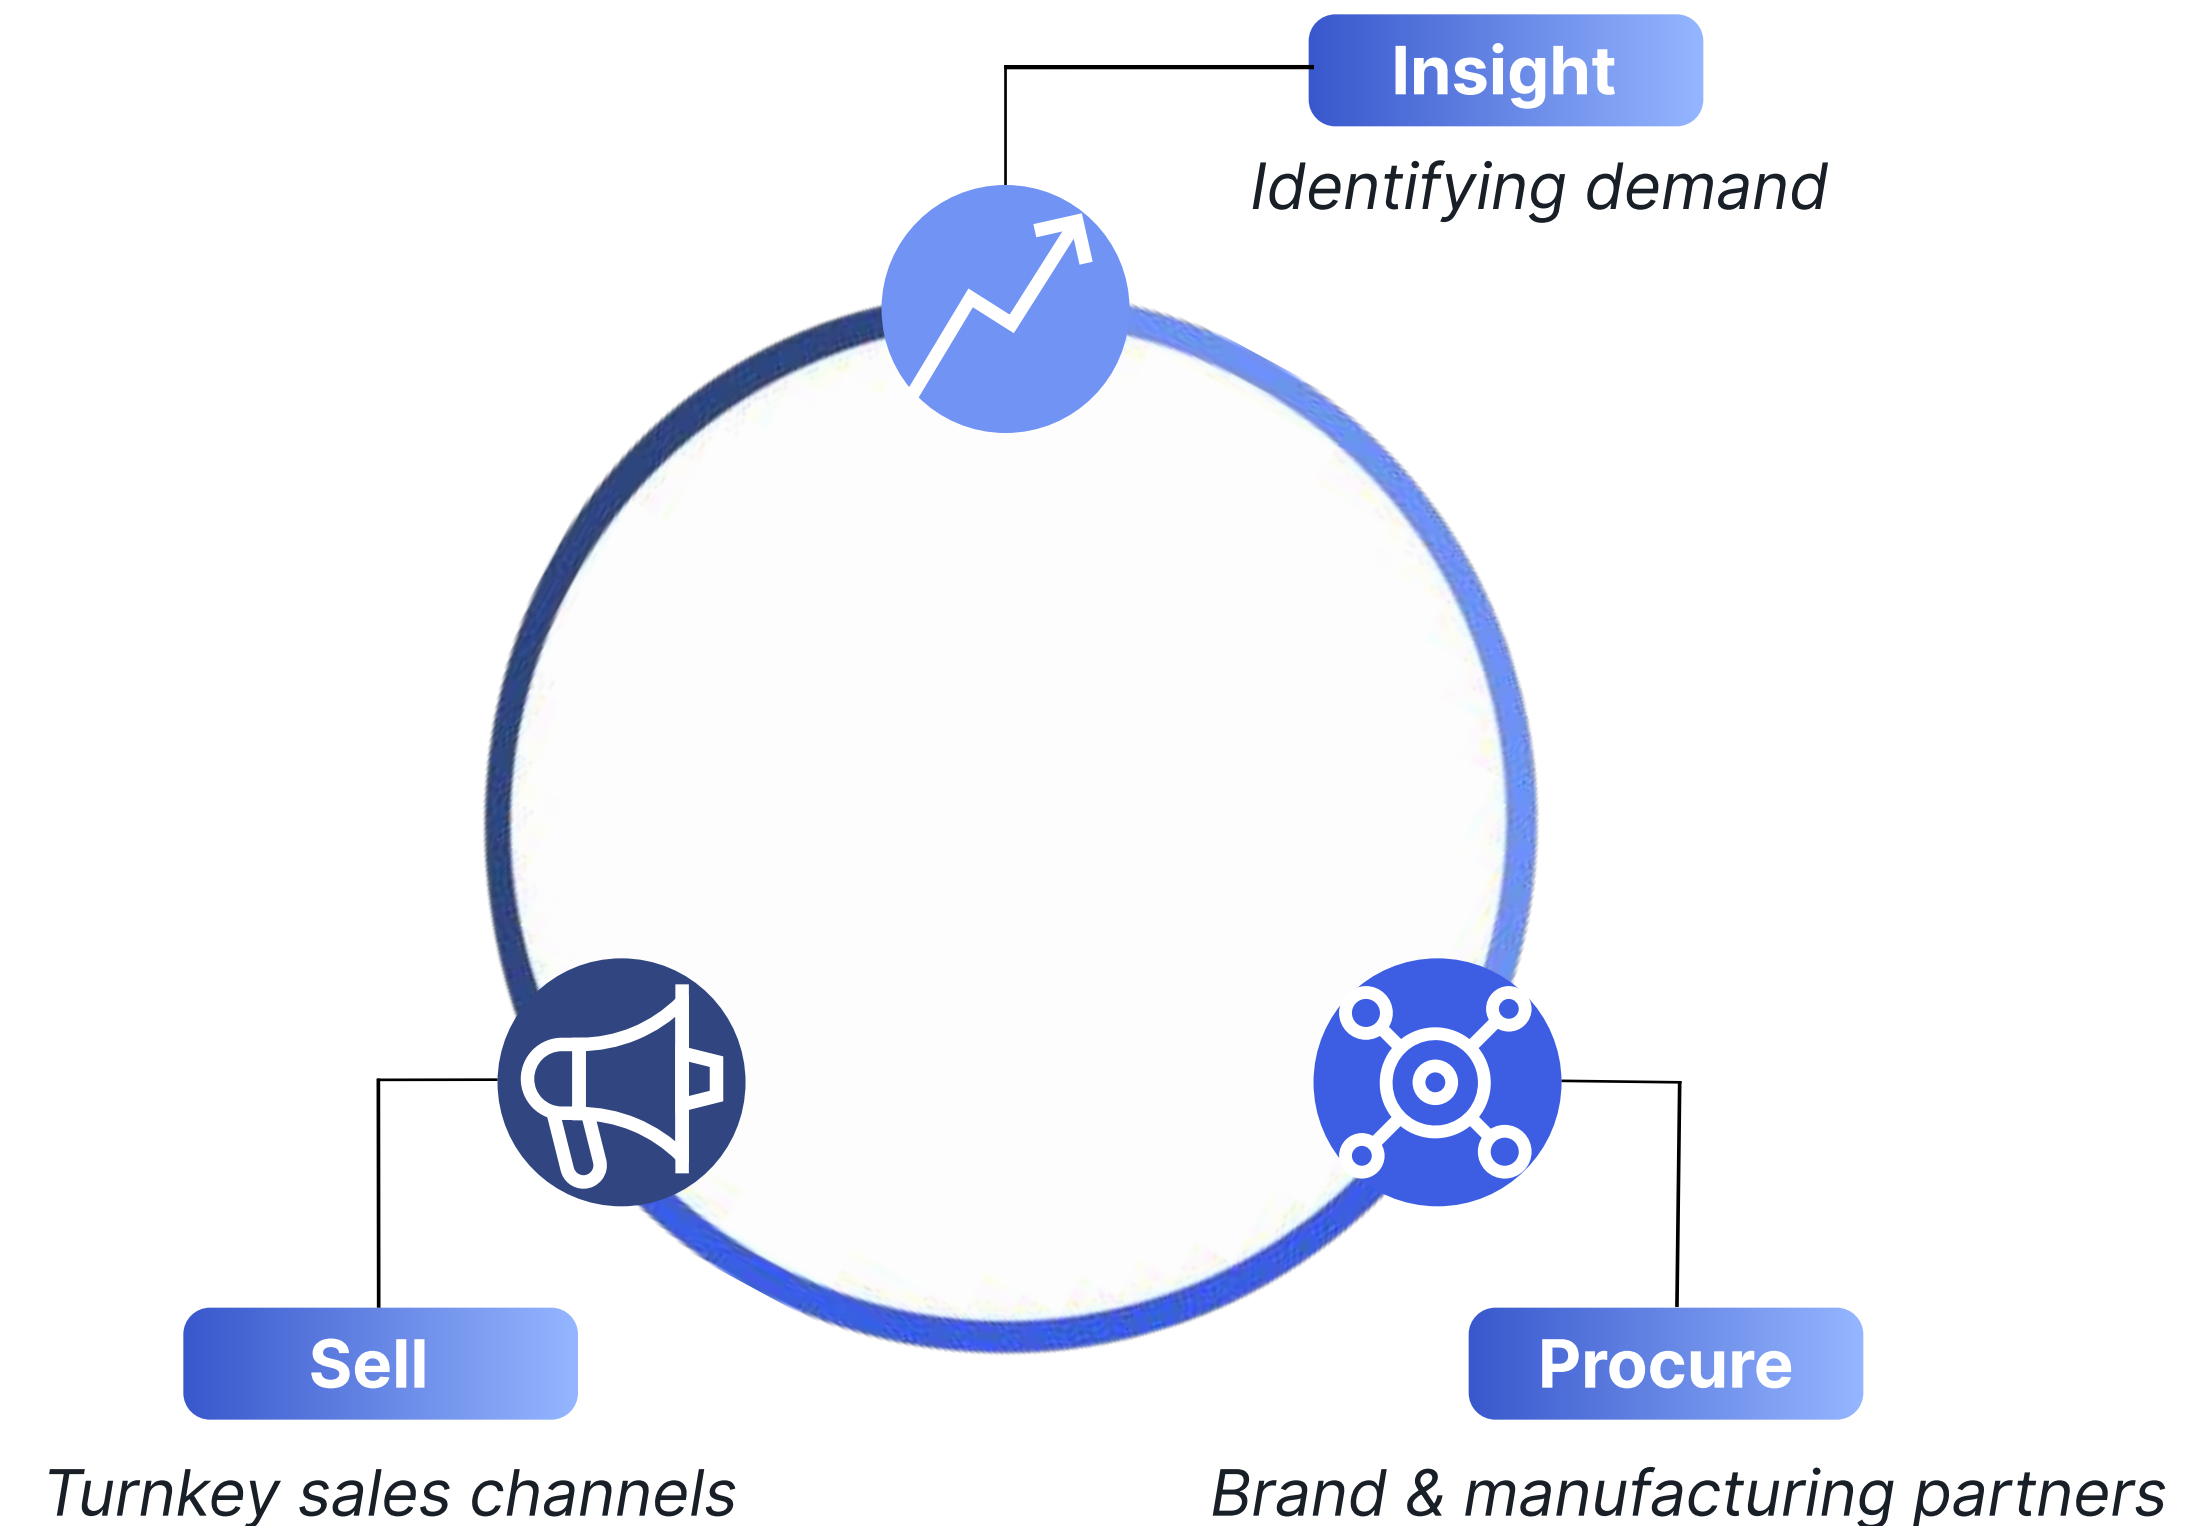 Insight
Identifying demand
Sell
Turnkey sales channels
Procure
Brand & manufacturing partners